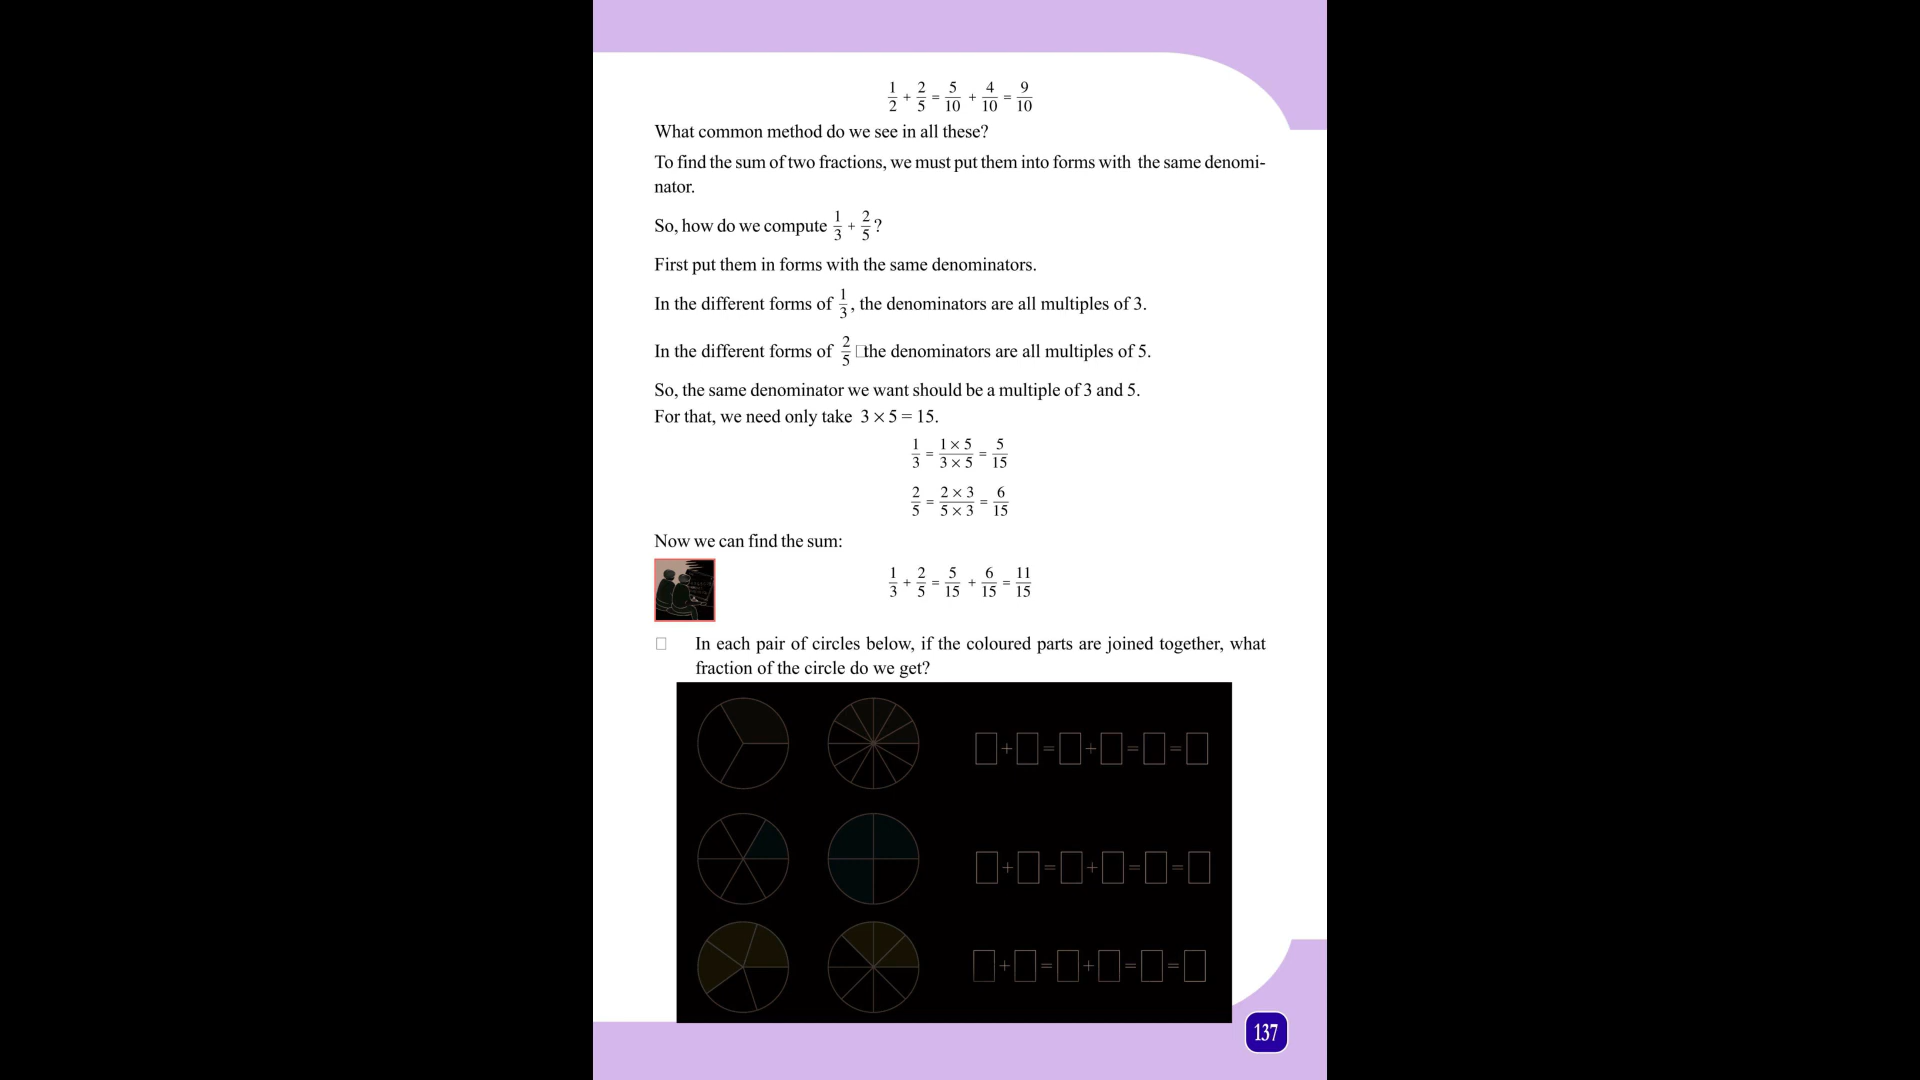 1/2 + 2/5 = 5/10 + 4/10 = 9/10
What common method do we see in all these?
To find the sum of two fractions, we must put them into forms with the same denomi-
nator.
So, how do we compute 1/3 + 2/5 ?
First put them in forms with the same denominators.
In the different forms of 1/3, the denominators are all multiples of 3.
In the different forms of 2/5 □the denominators are all multiples of 5.
So, the same denominator we want should be a multiple of 3 and 5.
For that, we need only take 3 × 5 = 15.
1/3 = 1 × 5/3 × 5 = 5/15
2/5 = 2 × 3/5 × 3 = 6/15
Now we can find the sum:
1/3 + 2/5 = 5/15 + 6/15 = 11/15
□ In each pair of circles below, if the coloured parts are joined together, what
fraction of the circle do we get?
□ + □ = □ + □ = □ = □
□ + □ = □ + □ = □ = □
□ + □ = □ + □ = □ = □
137